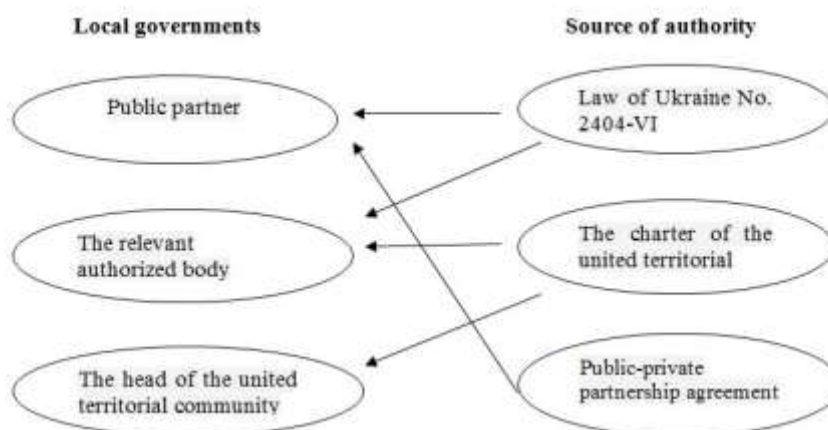 Local governments
Source of authority
Public partner
Law of Ukraine No.
2404-VI
The relevant
authorized body
The charter of the
united territorial
The head of the united
territorial community
Public-private
partnership agreement